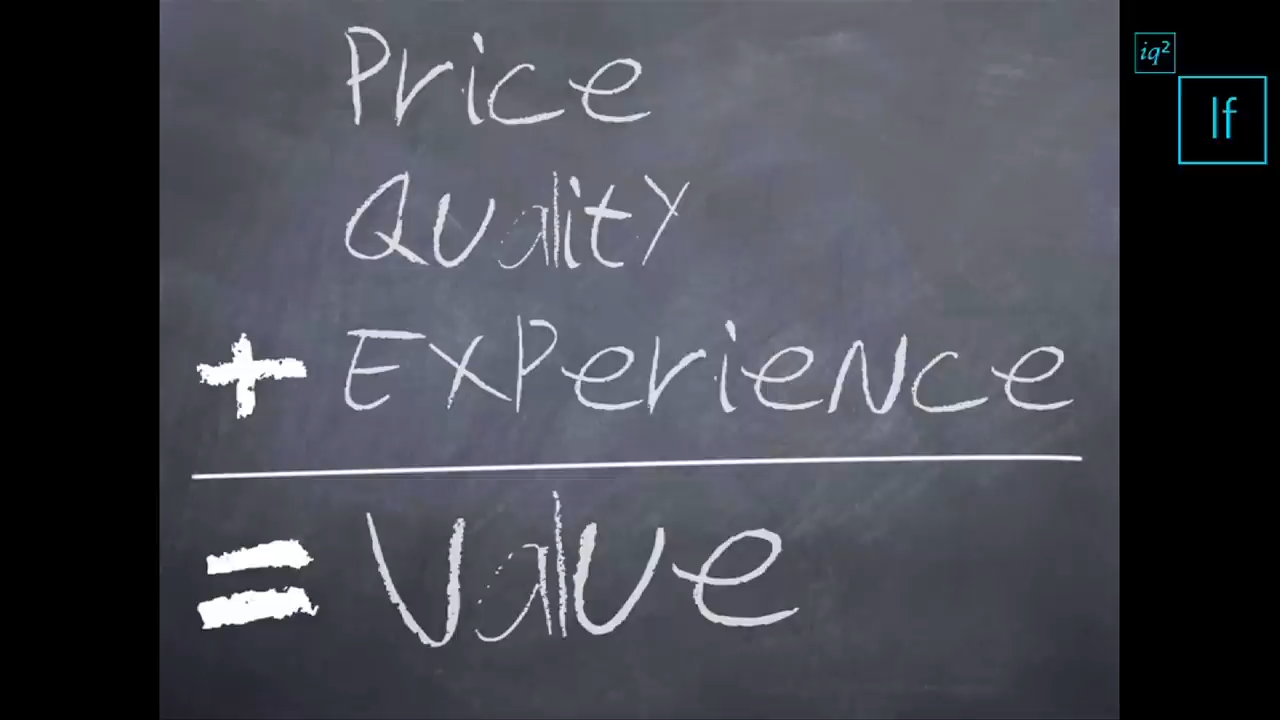 Price
Quality
+ Experience
= Value
iq²
If